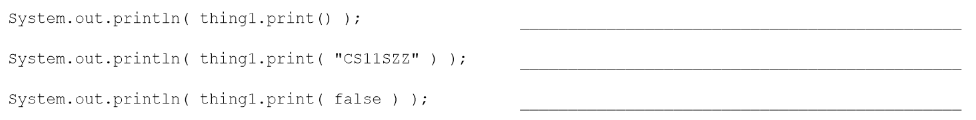 System.out.println( thing1.print() );
System.out.println( thing1.print( "CS11SZZ" ) );
System.out.println( thing1.print( false ) );